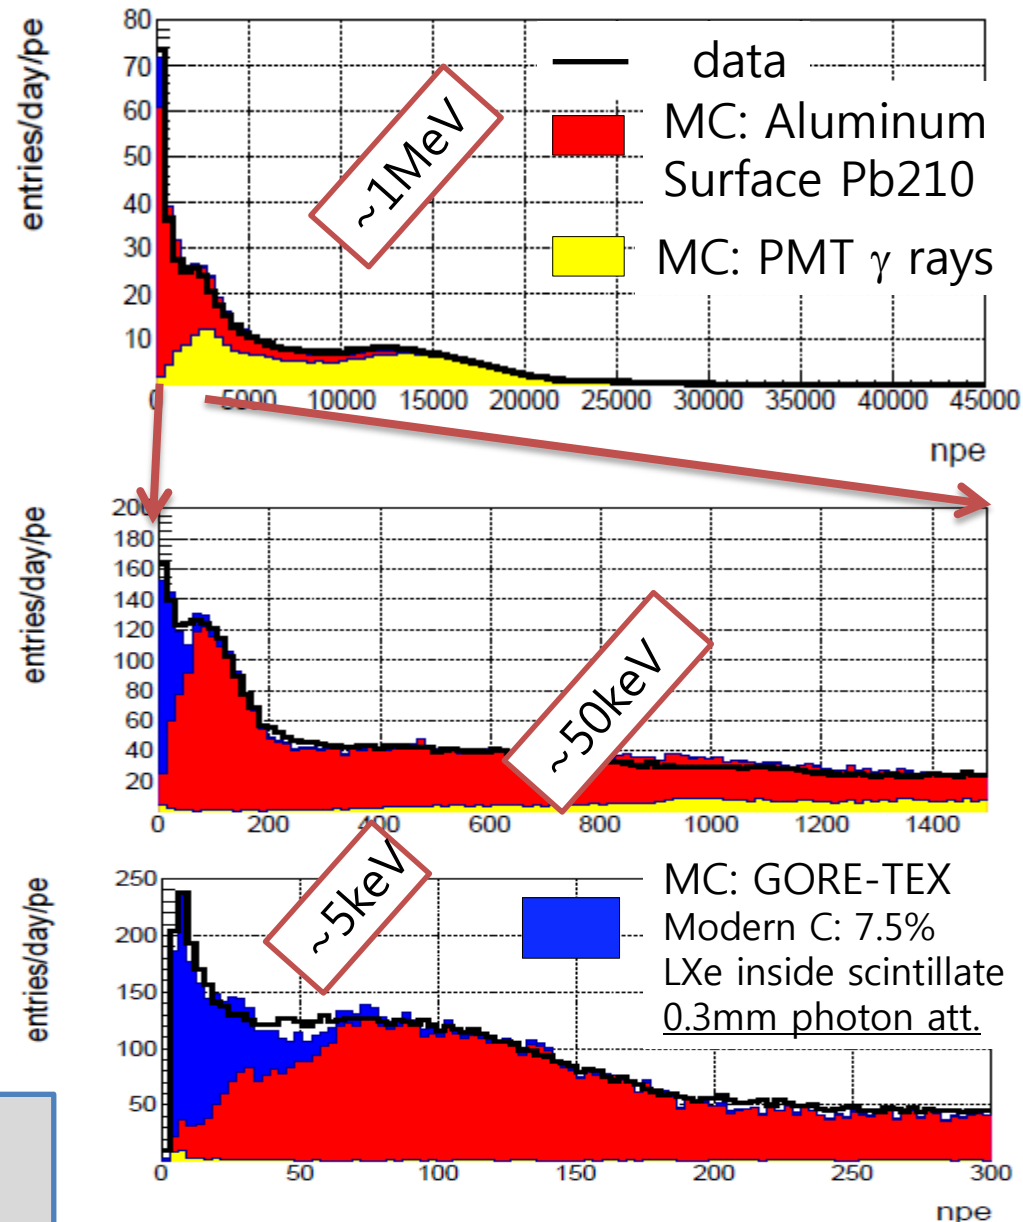 entries/day/pe
80
70
60
50
40
30
20
10
0 5000 10000 15000 20000 25000 30000 35000 40000 45000
npe
~1MeV
data
MC: Aluminum
Surface Pb210
MC: PMT γ rays
entries/day/pe
200
180
160
140
120
100
80
60
40
20
0 200 400 600 800 1000 1200 1400
~50keV
entries/day/pe
250
200
150
100
50
0 50 100 150 200 250 300
npe
~5keV
MC: GORE-TEX
Modern C: 7.5%
LXe inside scintillate
0.3mm photon att.